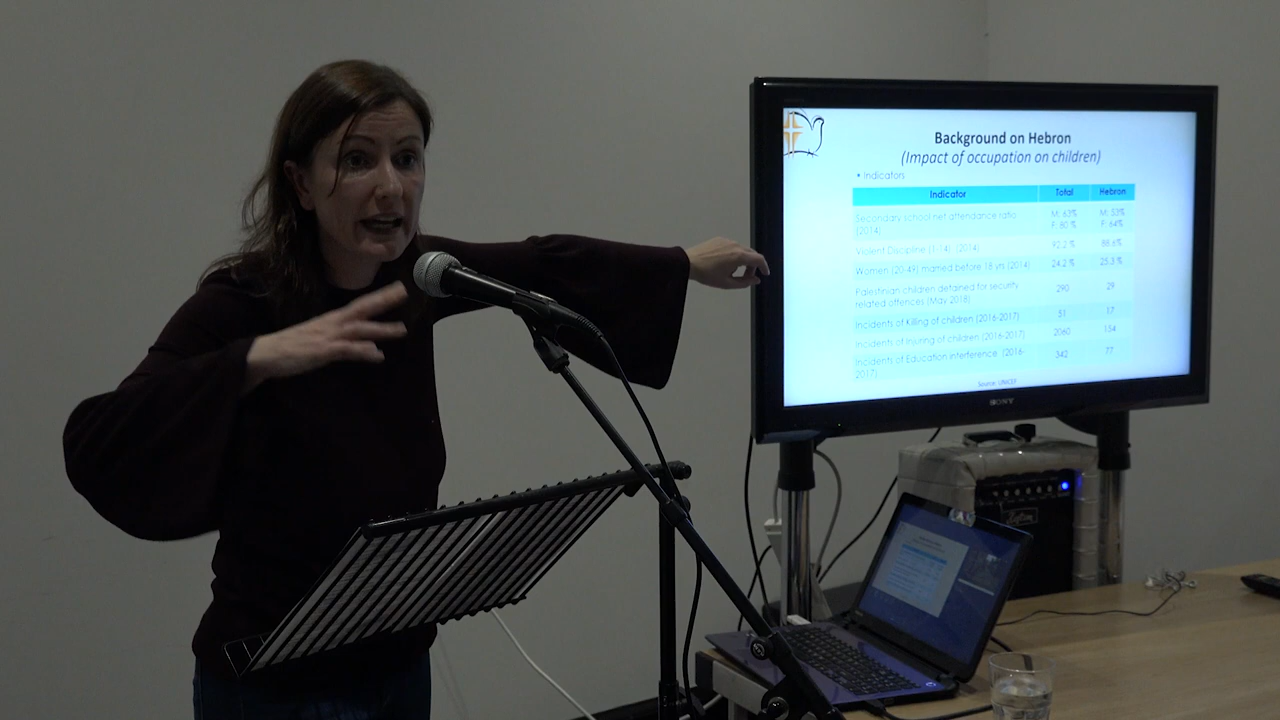 Background on Hebron
(Impact of occupation on children)
• Indicators
Indicator Total Hebron
Secondary school net attendance ratio
(2014)
M: 63%
F: 80 %
M: 53%
F: 64%
Violent Discipline (1-14) (2014) 92.2 % 88.6%
Women (20-49) married before 18 yrs (2014) 24.2 % 25.3 %
Palestinian children detained for security
related offences (May 2018)
290 29
Incidents of Killing of children (2016-2017) 51 17
Incidents of Injuring of children (2016-2017) 2060 154
Incidents of Education interference (2016-
2017)
342 77
Source: UNICEF
SONY